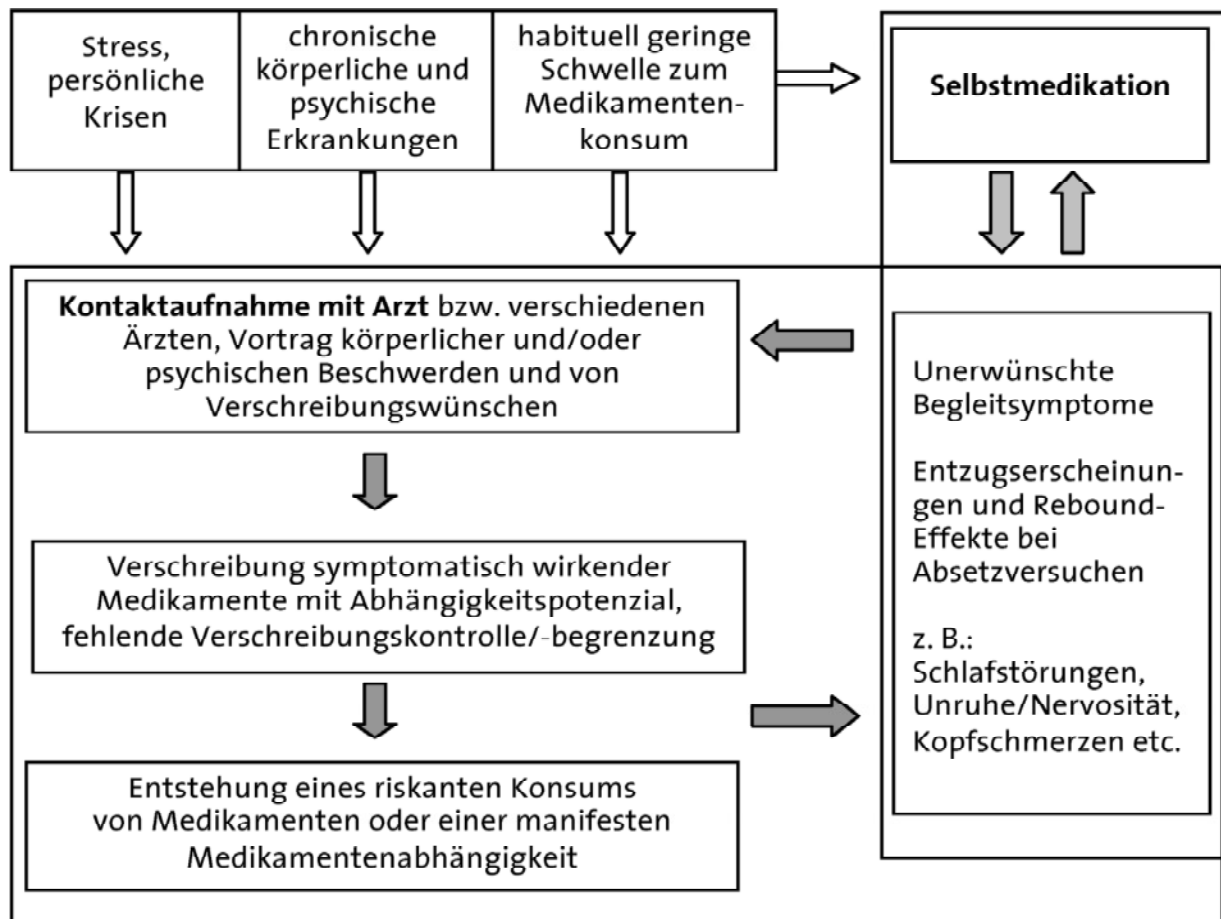 Stress,
persönliche
Krisen
chronische
körperliche und
psychische
Erkrankungen
habituell geringe
Schwelle zum
Medikamenten-
konsum
Selbstmedikation
Kontaktaufnahme mit Arzt bzw. verschiedenen
Ärzten, Vortrag körperlicher und/oder
psychischen Beschwerden und von
Verschreibungswünschen
Verschreibung symptomatisch wirkender
Medikamente mit Abhängigkeitspotenzial,
fehlende Verschreibungskontrolle/-begrenzung
Entstehung eines riskanten Konsums
von Medikamenten oder einer manifesten
Medikamentenabhängigkeit
Unerwünschte
Begleitsymptome
Entzugserscheinun-
gen und Rebound-
Effekte bei
Absetzversuchen
z. B.:
Schlafstörungen,
Unruhe/Nervosität,
Kopfschmerzen etc.